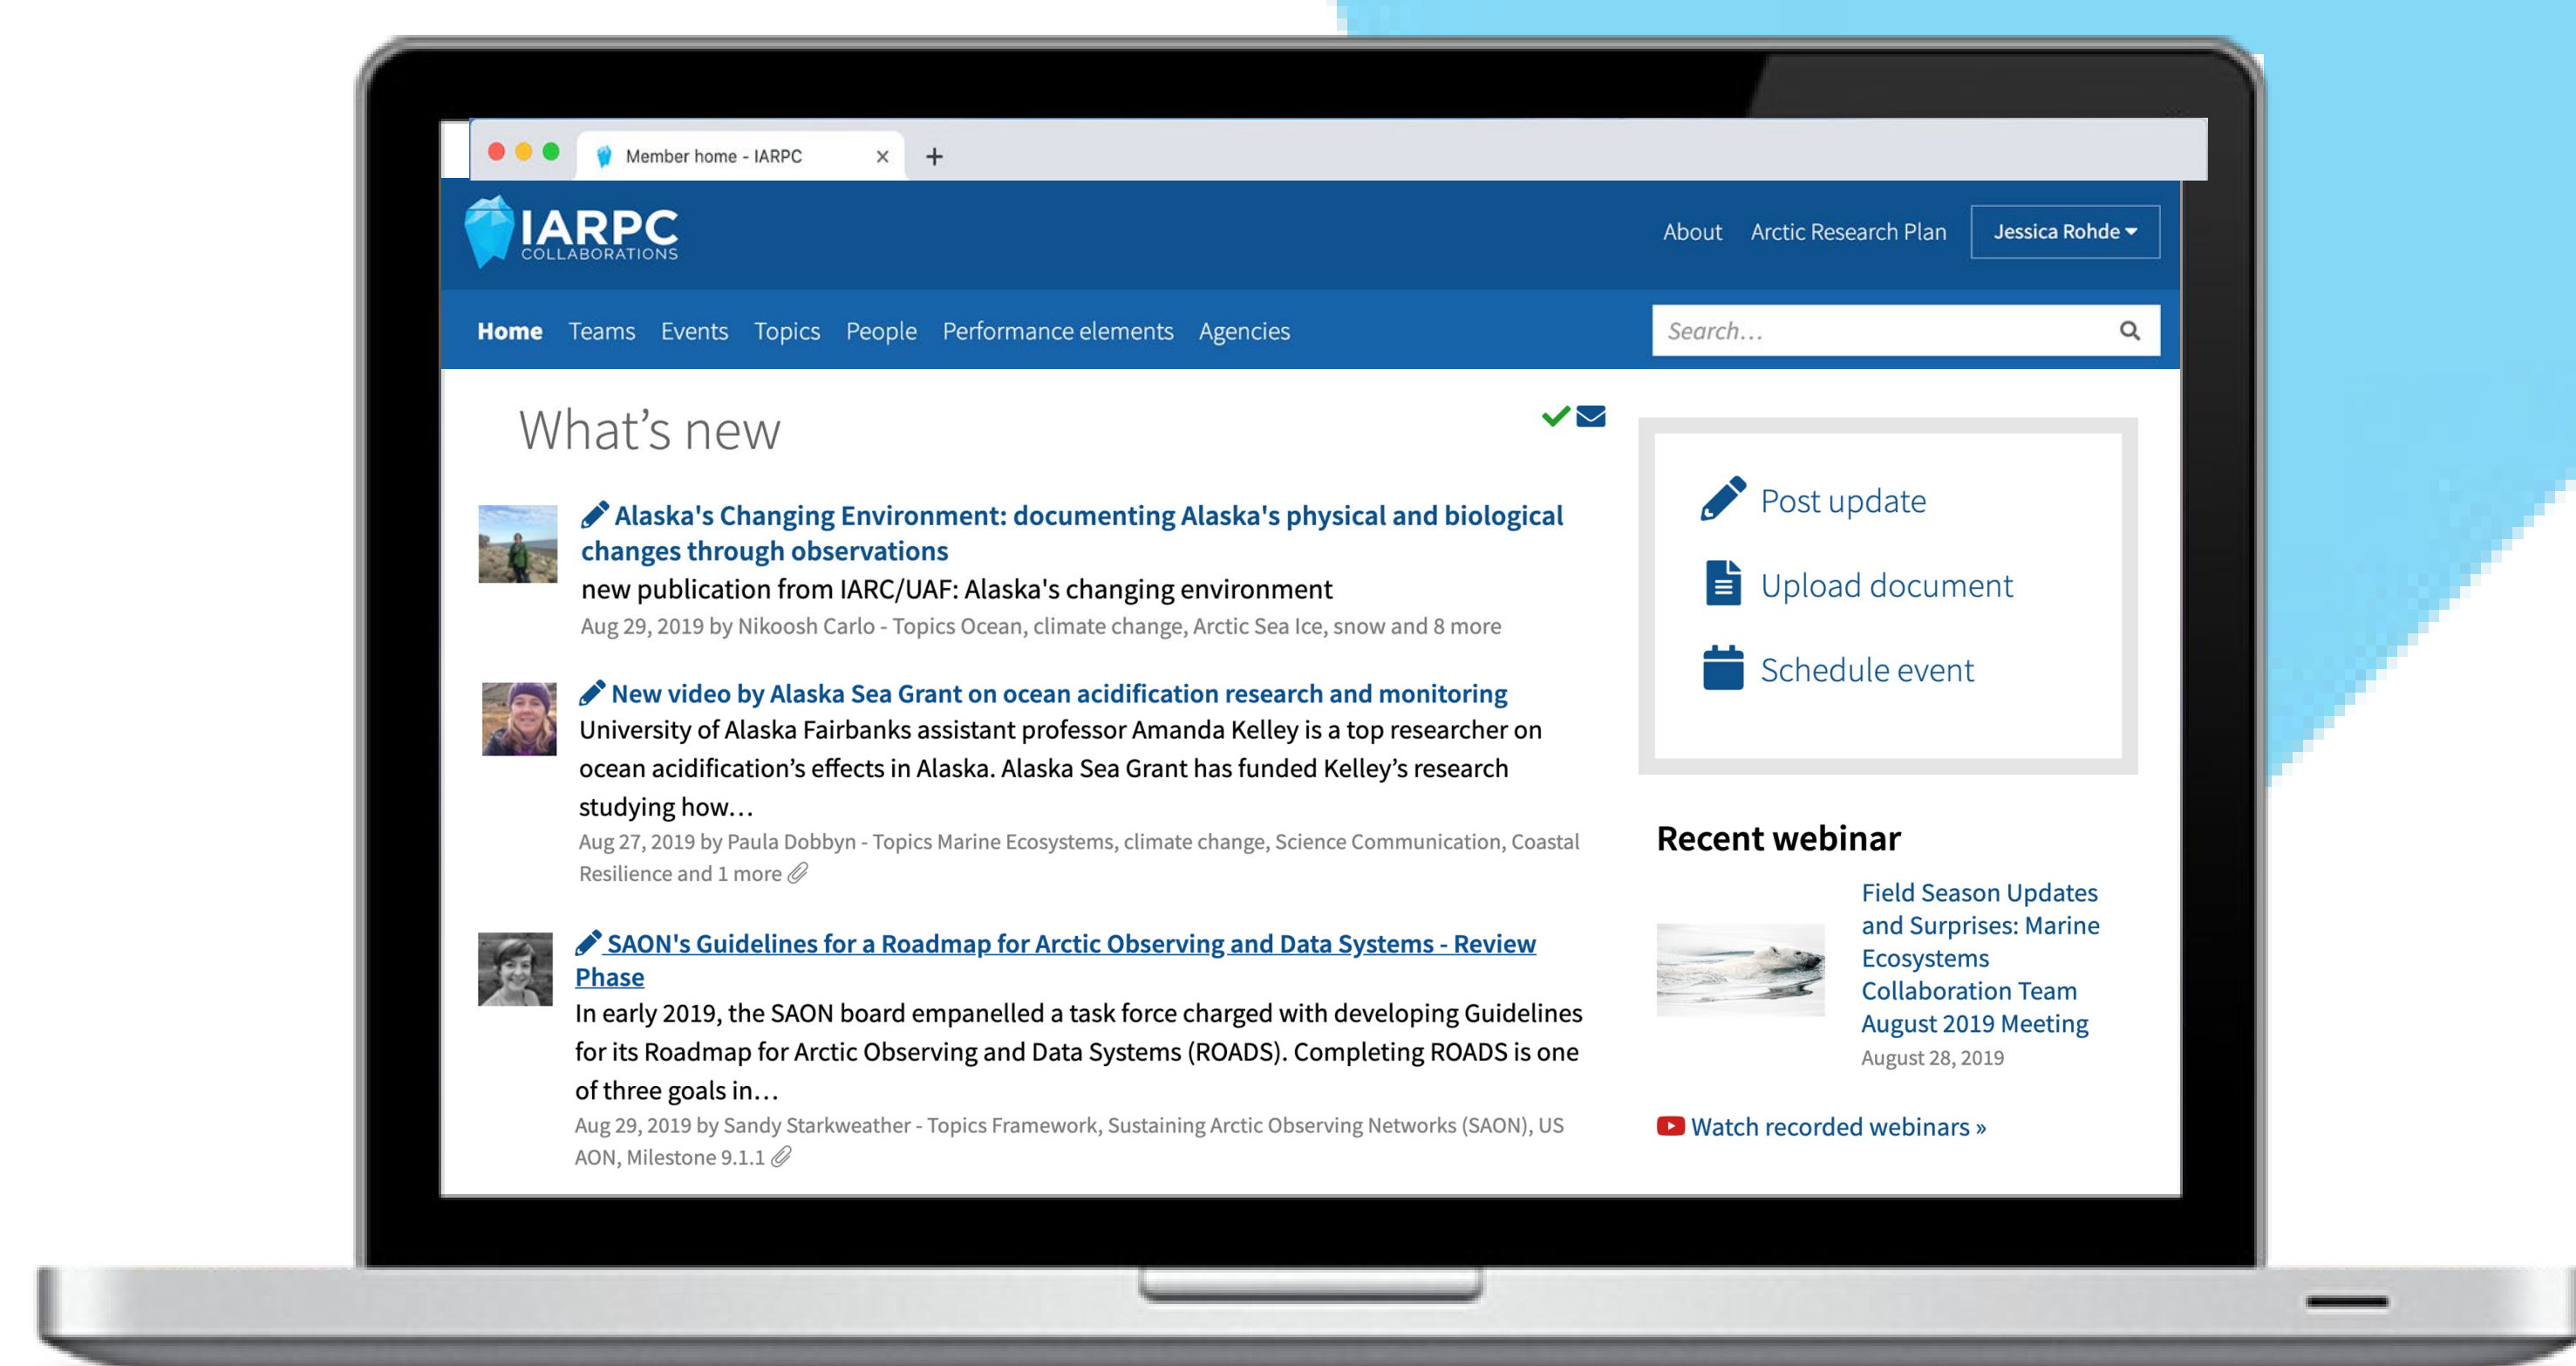 Member home - IARPC
IARPC
COLLABORATIONS
About Arctic Research Plan Jessica Rohde
Home Teams Events Topics People Performance elements Agencies
Search…
What’s new
Alaska's Changing Environment: documenting Alaska's physical and biological
changes through observations
new publication from IARC/UAF: Alaska's changing environment
Aug 29, 2019 by Nikoosh Carlo - Topics Ocean, climate change, Arctic Sea Ice, snow and 8 more
New video by Alaska Sea Grant on ocean acidification research and monitoring
University of Alaska Fairbanks assistant professor Amanda Kelley is a top researcher on
ocean acidification’s effects in Alaska. Alaska Sea Grant has funded Kelley’s research
studying how…
Aug 27, 2019 by Paula Dobbyn - Topics Marine Ecosystems, climate change, Science Communication, Coastal
Resilience and 1 more
SAON's Guidelines for a Roadmap for Arctic Observing and Data Systems - Review
Phase
In early 2019, the SAON board empanelled a task force charged with developing Guidelines
for its Roadmap for Arctic Observing and Data Systems (ROADS). Completing ROADS is one
of three goals in…
Aug 29, 2019 by Sandy Starkweather - Topics Framework, Sustaining Arctic Observing Networks (SAON), US
AON, Milestone 9.1.1
Post update
Upload document
Schedule event
Recent webinar
Field Season Updates
and Surprises: Marine
Ecosystems
Collaboration Team
August 2019 Meeting
August 28, 2019
Watch recorded webinars »